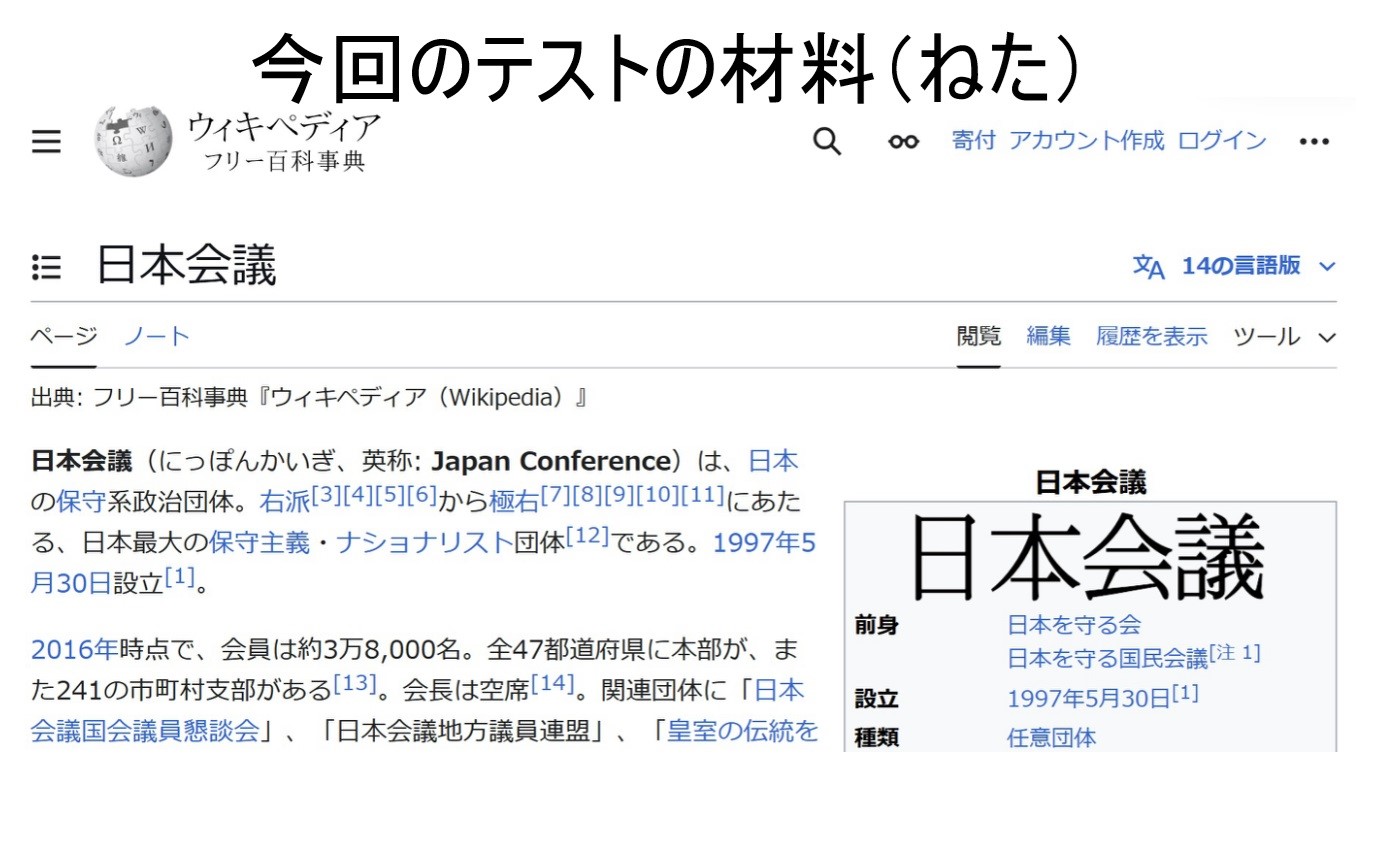 今回のテストの材料（ねた）
ウィキペディア
フリー百科事典
寄付 アカウント作成 ログイン
日本会議
14の言語版
ページ ノート
閲覧 編集 履歴を表示 ツール
出典: フリー百科事典『ウィキペディア（Wikipedia）』
日本会議（にっぽんかいぎ、英称: Japan Conference）は、日本
の保守系政治団体。右派[3][4][5][6]から極右[7][8][9][10][11]にあた
る、日本最大の保守主義・ナショナリスト団体[12]である。1997年5
月30日設立[1]。
2016年時点で、会員は約3万8,000名。全47都道府県に本部が、ま
た241の市町村支部がある[13]。会長は空席[14]。関連団体に「日本
会議国会議員懇談会」、「日本会議地方議員連盟」、「皇室の伝統を
日本会議
日本会議
前身 日本を守る会
日本を守る国民会議[注 1]
設立 1997年5月30日[1]
種類 任意団体